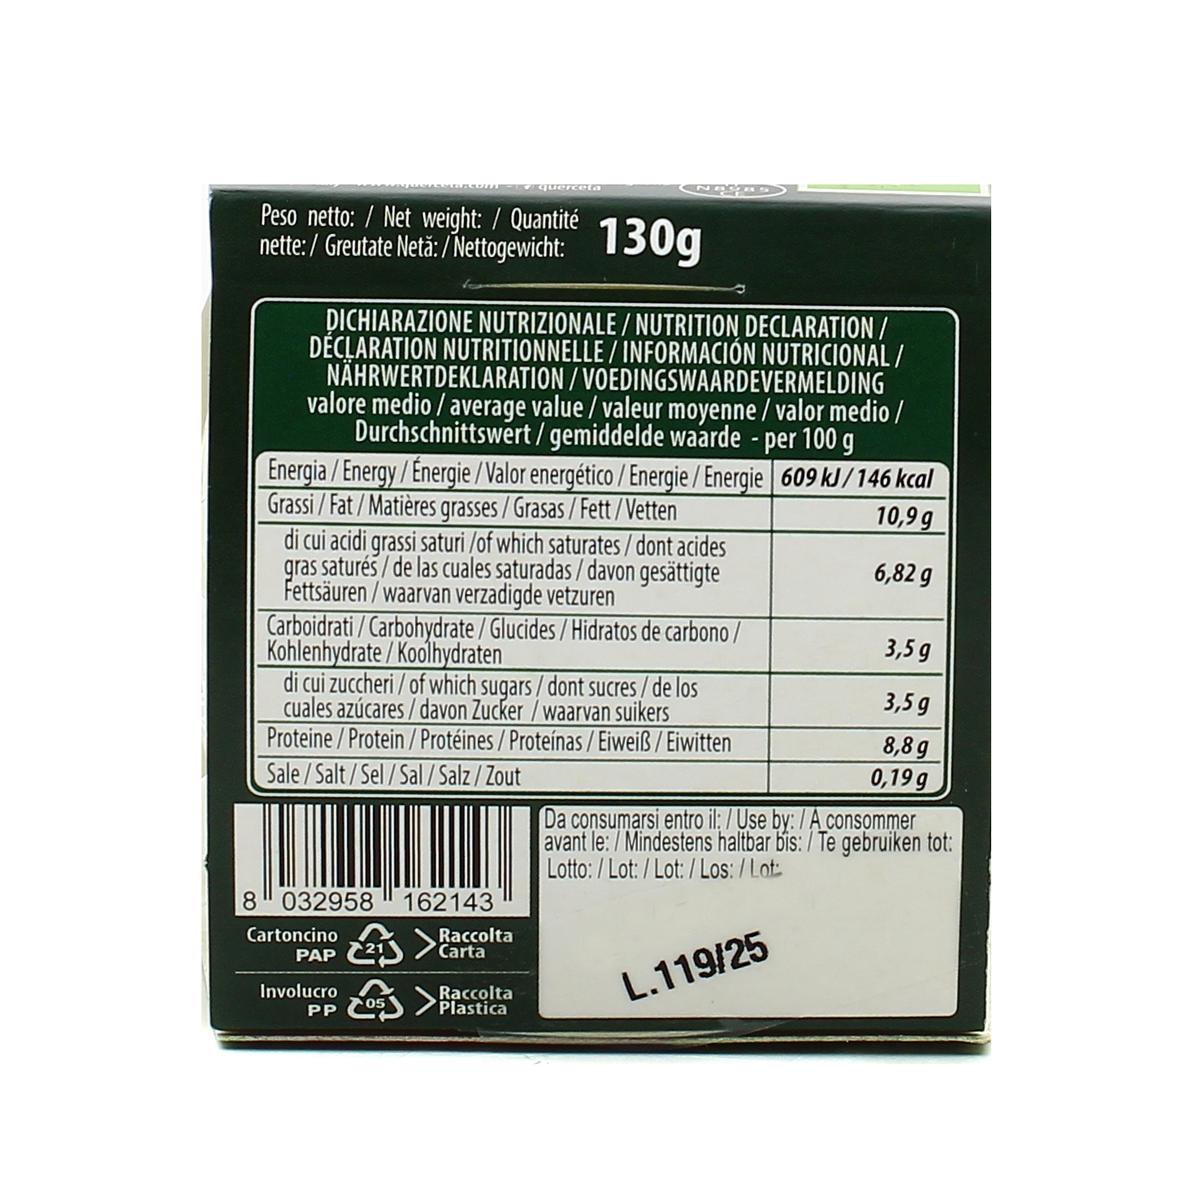 querceta
Peso netto: / Net weight: / Quantité
nette: / Greutate Netă: / Nettogewicht:
130g
DICHIARAZIONE NUTRIZIONALE / NUTRITION DECLARATION /
DÉCLARATION NUTRITIONNELLE / INFORMACIÓN NUTRICIONAL /
NÄHRWERTDEKLARATION / VOEDINGSWAARDEVERMELDING
valore medio / average value / valeur moyenne / valor medio /
Durchschnittswert / gemiddelde waarde - per 100 g
Energia / Energy / Énergie / Valor energético / Energie / Energie 609 kJ / 146 kcal
Grassi / Fat / Matières grasses / Grasas / Fett / Vetten 10,9 g
di cui acidi grassi saturi /of which saturates / dont acides
gras saturés / de las cuales saturadas / davon gesättigte
Fettsäuren / waarvan verzadigde vetzuren
6,82 g
Carboidrati / Carbohydrate / Glucides / Hidratos de carbono /
Kohlenhydrate / Koolhydraten
3,5 g
di cui zuccheri / of which sugars / dont sucres / de los
cuales azúcares / davon Zucker / waarvan suikers
3,5 g
Proteine / Protein / Protéines / Proteínas / Eiweiß / Eiwitten 8,8 g
Sale / Salt / Sel / Sal / Salz / Zout 0,19 g
8 032958 162143
Da consumarsi entro il: / Use by: / À consommer
avant le: / Mindestens haltbar bis: / Te gebruiken tot:
Lotto: / Lot: / Lot: / Los: / Lot:
L.119/25
Cartoncino
PAP
21
Raccolta
Carta
Involucro
PP
05
Raccolta
Plastica